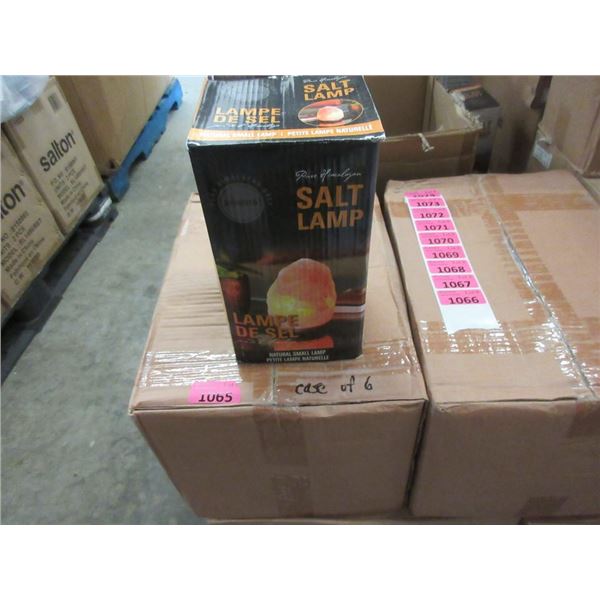 SALT
LAMP
LAMPE
DE SEL
NATURAL SMALL LAMP | PETITE LAMPE NATURELLE
Pure Himalayan
SALT
LAMP
LAMPE
DE SEL
NATURAL SMALL LAMP
PETITE LAMPE NATURELLE
1065
case of 6
1073
1072
1071
1070
1069
1068
1067
1066
salton
salton